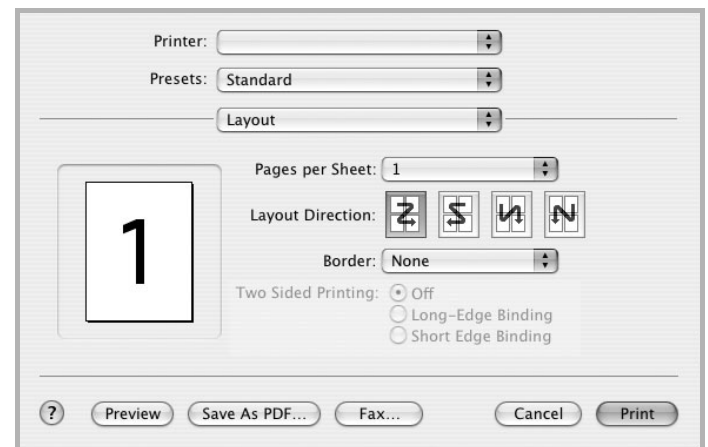 Printer:
Presets: Standard
Layout
Pages per Sheet: 1
1
Layout Direction:
Border: None
Two Sided Printing: Off
Long-Edge Binding
Short Edge Binding
? Preview Save As PDF... Fax... Cancel Print